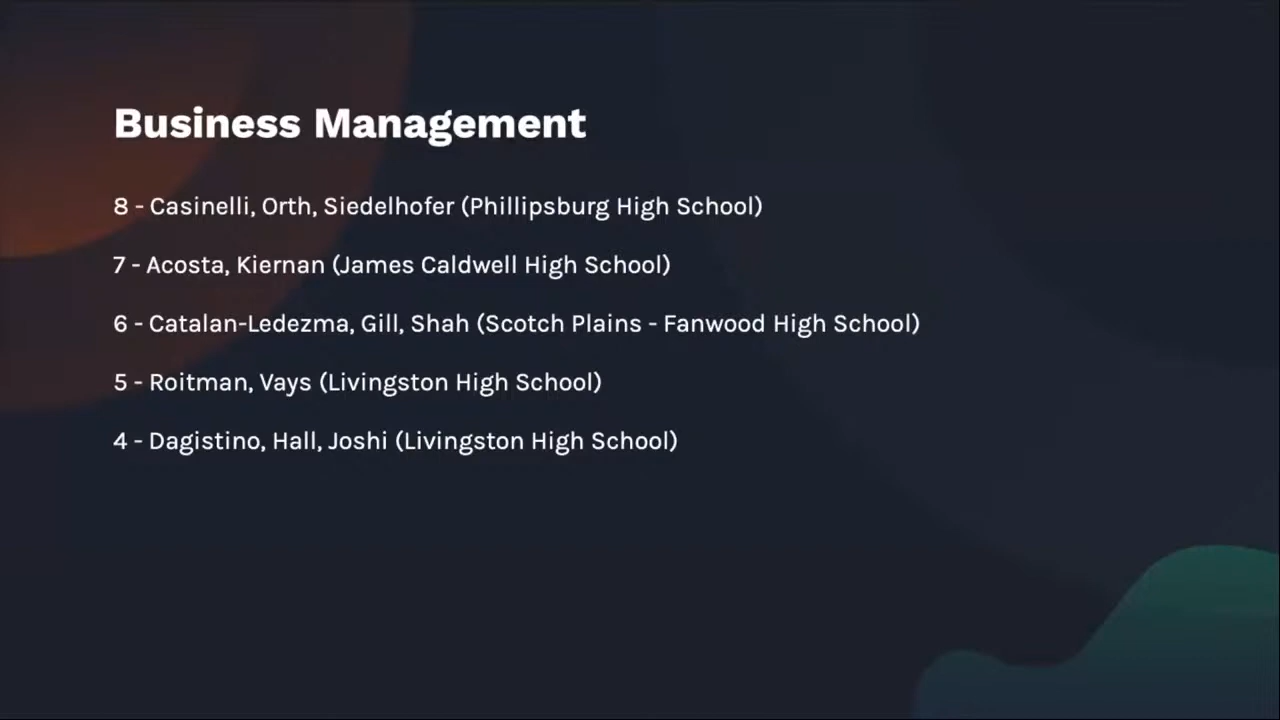 Business Management
8 - Casinelli, Orth, Siedelhofer (Phillipsburg High School)
7 - Acosta, Kiernan (James Caldwell High School)
6 - Catalan-Ledezma, Gill, Shah (Scotch Plains - Fanwood High School)
5 - Roitman, Vays (Livingston High School)
4 - Dagistino, Hall, Joshi (Livingston High School)